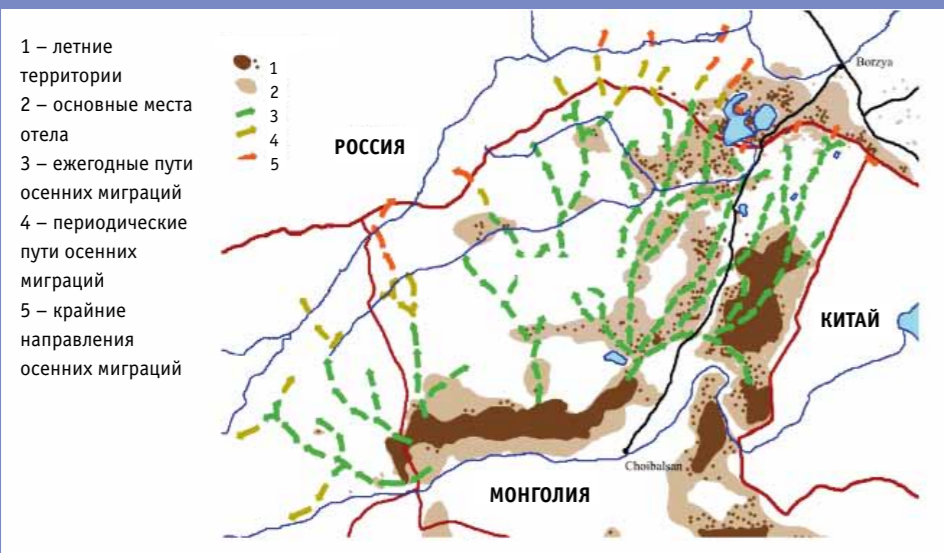 1 – летние
территории
2 – основные места
отела
3 – ежегодные пути
осенних миграций
4 – периодические
пути осенних
миграций
5 – крайние
направления
осенних миграций
1
2
3
4
5
РОССИЯ
Borzya
КИТАЙ
Choibalsan
МОНГОЛИЯ